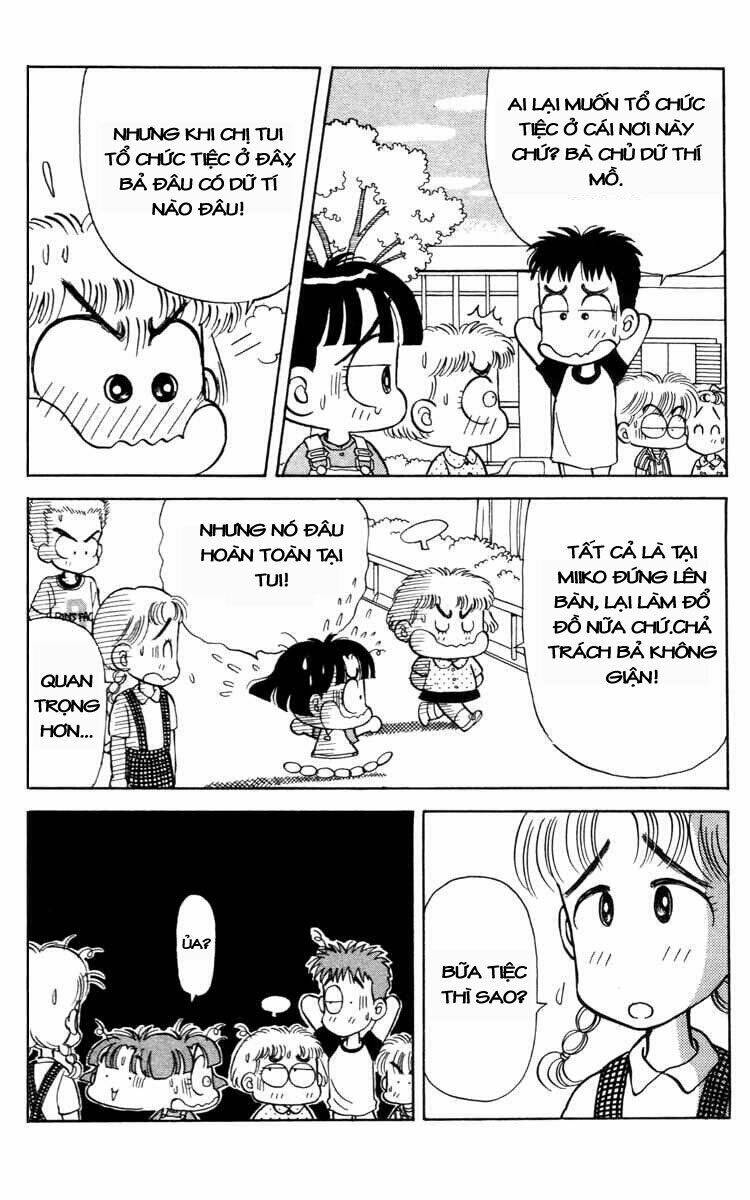 AI LẠI MUỐN TỔ CHỨC
TIỆC Ở CÁI NƠI NÀY
CHỨ? BÀ CHỦ DỮ THÍ
MỒ.
NHƯNG KHI CHỊ TUI
TỔ CHỨC TIỆC Ở ĐÂY,
BẢ ĐÂU CÓ DỮ TÍ
NÀO ĐÂU!
TẤT CẢ LÀ TẠI
MIIKO ĐỨNG LÊN
BÀN, LẠI LÀM ĐỔ
ĐỒ NỮA CHỨ.CHẢ
TRÁCH BẢ KHÔNG
GIẬN!
NHƯNG NÓ ĐÂU
HOÀN TOÀN TẠI
TUI!
QUAN
TRỌNG
HƠN...
BỮA TIỆC
THÌ SAO?
ỦA?